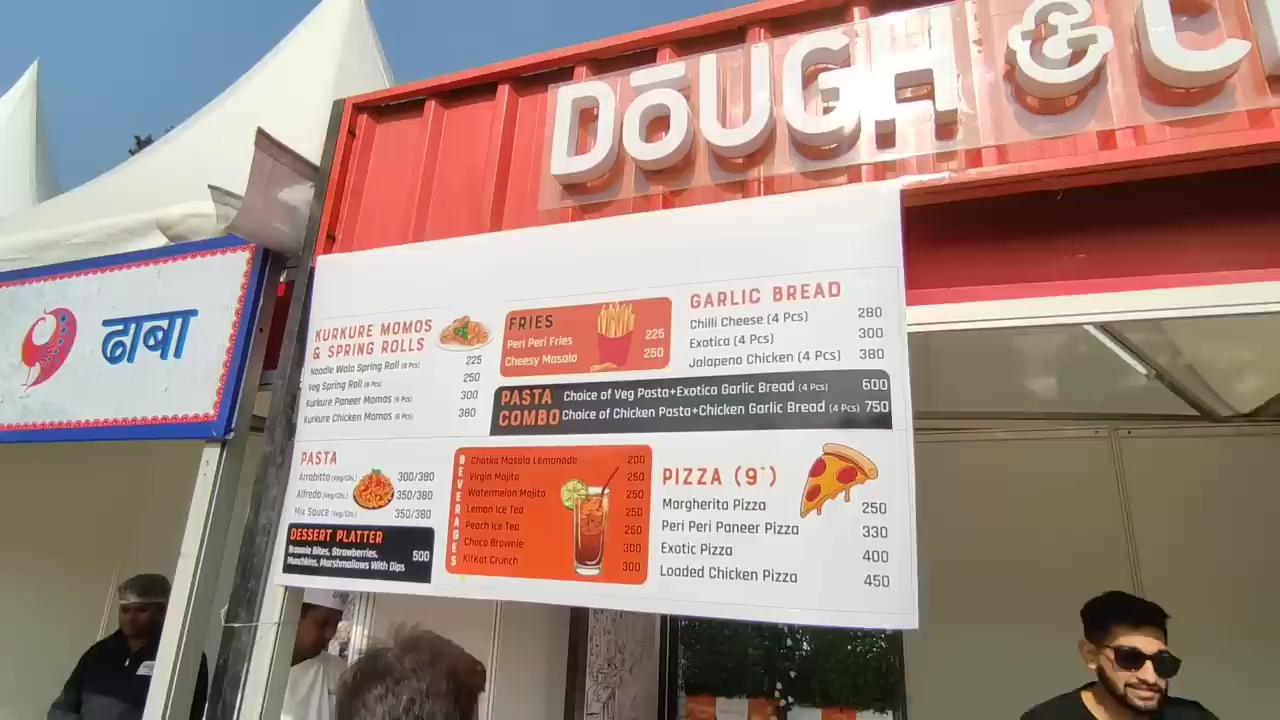 DŌUGH & C
ढाबा
KURKURE MOMOS
& SPRING ROLLS
Noodle Wala Spring Roll (6 Pcs) 225
Veg Spring Roll (6 Pcs) 250
Kurkure Paneer Momos (6 Pcs) 300
Kurkure Chicken Momos (6 Pcs) 380
FRIES
Peri Peri Fries 225
Cheesy Masala 250
GARLIC BREAD
Chilli Cheese (4 Pcs) 280
Exotica (4 Pcs) 300
Jalapeno Chicken (4 Pcs) 380
PASTA COMBO
Choice of Veg Pasta+Exotica Garlic Bread (4 Pcs) 600
Choice of Chicken Pasta+Chicken Garlic Bread (4 Pcs) 750
PASTA
Arrabitta (Veg/Chi.) 300/380
Alfredo (Veg/Chi.) 350/380
Mix Sauce (Veg/Chi.) 350/380
DESSERT PLATTER
Brownie Bites, Strawberries,
Munchkins, Marshmallows With Dips 500
BEVERAGES
Chatka Masala Lemonade 200
Virgin Mojito 250
Watermelon Mojito 250
Lemon Ice Tea 250
Peach Ice Tea 250
Choco Brownie 300
KitKat Crunch 300
PIZZA (9")
Margherita Pizza 250
Peri Peri Paneer Pizza 330
Exotic Pizza 400
Loaded Chicken Pizza 450